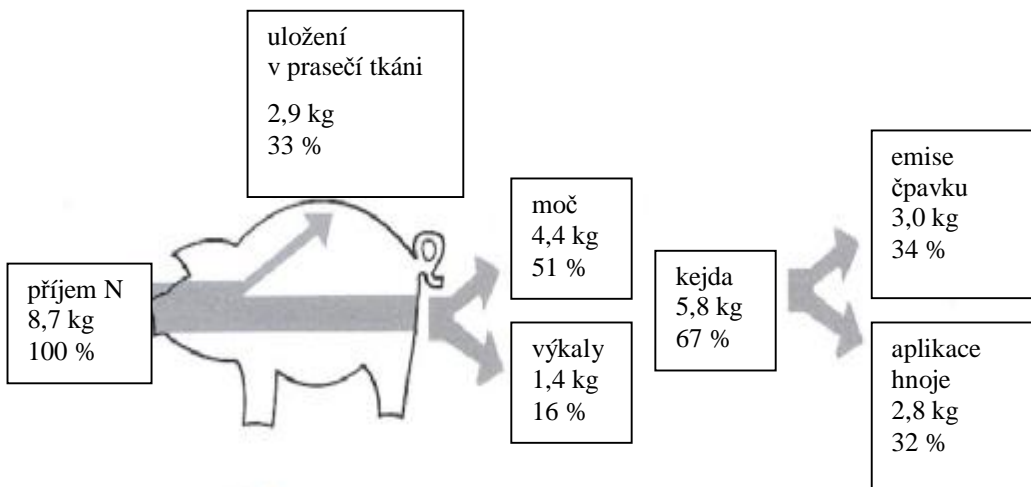 uložení
v prasečí tkáni
2,9 kg
33 %
příjem N
8,7 kg
100 %
moč
4,4 kg
51 %
výkaly
1,4 kg
16 %
kejda
5,8 kg
67 %
emise
čpavku
3,0 kg
34 %
aplikace
hnoje
2,8 kg
32 %